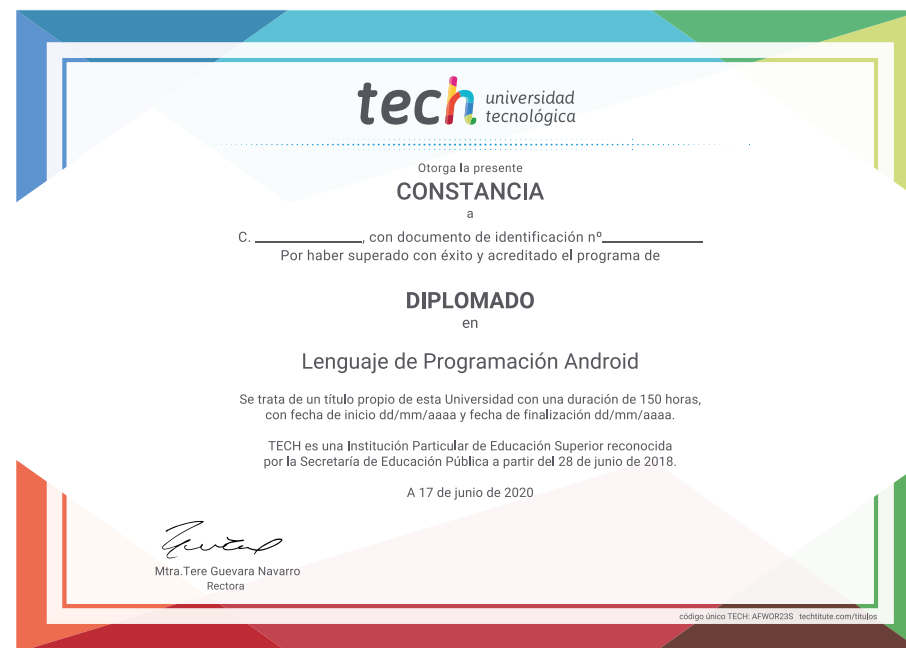 tech universidad
tecnológica
Otorga la presente
CONSTANCIA
a
C. ____________, con documento de identificación nº____________
Por haber superado con éxito y acreditado el programa de
DIPLOMADO
en
Lenguaje de Programación Android
Se trata de un título propio de esta Universidad con una duración de 150 horas,
con fecha de inicio dd/mm/aaaa y fecha de finalización dd/mm/aaaa.
TECH es una Institución Particular de Educación Superior reconocida
por la Secretaría de Educación Pública a partir del 28 de junio de 2018.
A 17 de junio de 2020
Mtra.Tere Guevara Navarro
Rectora
código único TECH: AFWOR23S techtitute.com/titulos